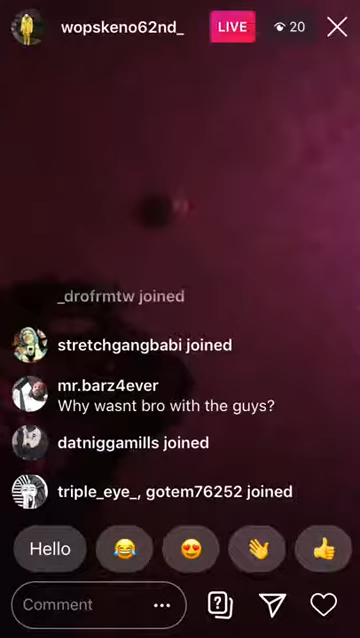 wopskeno62nd_ LIVE 20
_drofrmtw joined
stretchgangbabi joined
mr.barz4ever
Why wasnt bro with the guys?
datniggamills joined
triple_eye_, gotem76252 joined
Hello
Comment